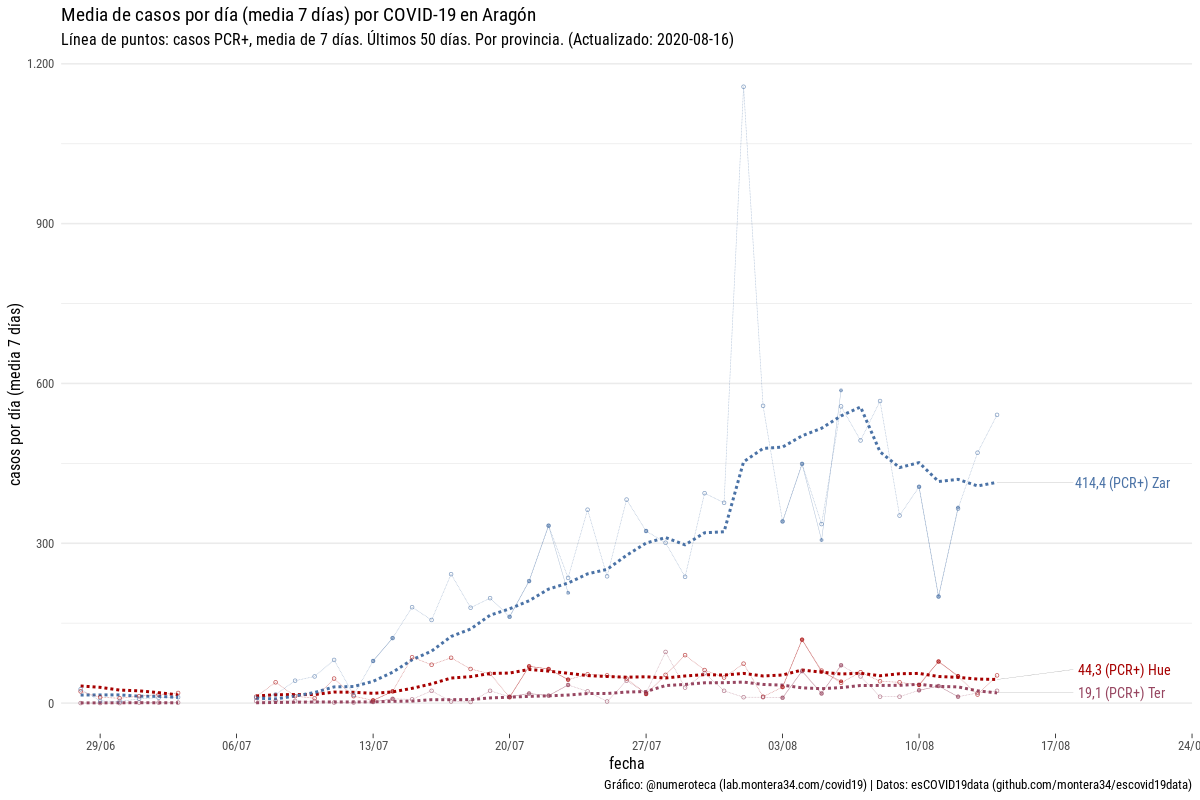 Media de casos por día (media 7 días) por COVID-19 en Aragón
Línea de puntos: casos PCR+, media de 7 días. Últimos 50 días. Por provincia. (Actualizado: 2020-08-16)
casos por día (media 7 días)
1.200
900
600
300
0
414,4 (PCR+) Zar
44,3 (PCR+) Hue
19,1 (PCR+) Ter
29/06 06/07 13/07 20/07 27/07 03/08 10/08 17/08 24/0
fecha
Gráfico: @numeroteca (lab.montera34.com/covid19) | Datos: esCOVID19data (github.com/montera34/escovid19data)